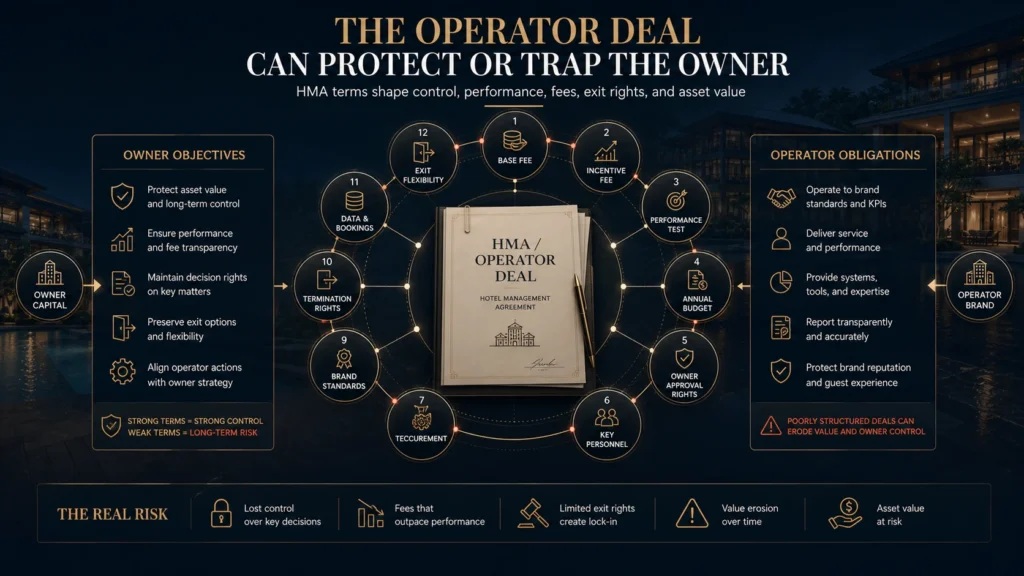 THE OPERATOR DEAL
CAN PROTECT OR TRAP THE OWNER
HMA terms shape control, performance, fees, exit rights, and asset value
OWNER CAPITAL
OWNER OBJECTIVES
Protect asset value
and long-term control
Ensure performance
and fee transparency
Maintain decision rights
on key matters
Preserve exit options
and flexibility
Align operator actions
with owner strategy
STRONG TERMS = STRONG CONTROL
WEAK TERMS = LONG-TERM RISK
1
BASE FEE
2
INCENTIVE
FEE
3
PERFORMANCE
TEST
4
ANNUAL
BUDGET
5
OWNER
APPROVAL
RIGHTS
6
KEY
PERSONNEL
7
TECCUREMENT
9
BRAND
STANDARDS
10
TERMINATION
RIGHTS
11
DATA &
BOOKINGS
12
EXIT
FLEXIBILITY
HMA /
OPERATOR
DEAL
HOTEL MANAGEMENT
AGREEMENT
OPERATOR OBLIGATIONS
Operate to brand
standards and KPIs
Deliver service
and performance
Provide systems,
tools, and expertise
Report transparently
and accurately
Protect brand reputation
and guest experience
POORLY STRUCTURED DEALS CAN
ERODE VALUE AND OWNER CONTROL
OPERATOR
BRAND
THE REAL RISK
Lost control
over key decisions
Fees that
outpace performance
Limited exit rights
create lock-in
Value erosion
over time
Asset value
at risk